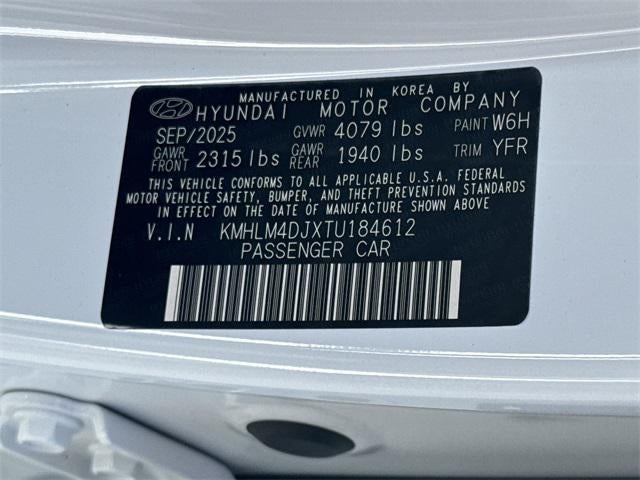 MANUFACTURED IN KOREA BY
HYUNDAI MOTOR COMPANY
SEP/2025 GVWR 4079 lbs PAINT W6H
GAWR FRONT 2315 lbs GAWR REAR 1940 lbs TRIM YFR
THIS VEHICLE CONFORMS TO ALL APPLICABLE U.S.A. FEDERAL
MOTOR VEHICLE SAFETY, BUMPER, AND THEFT PREVENTION STANDARDS
IN EFFECT ON THE DATE OF MANUFACTURE SHOWN ABOVE
V.I.N KMHLM4DJXTU184612
PASSENGER CAR